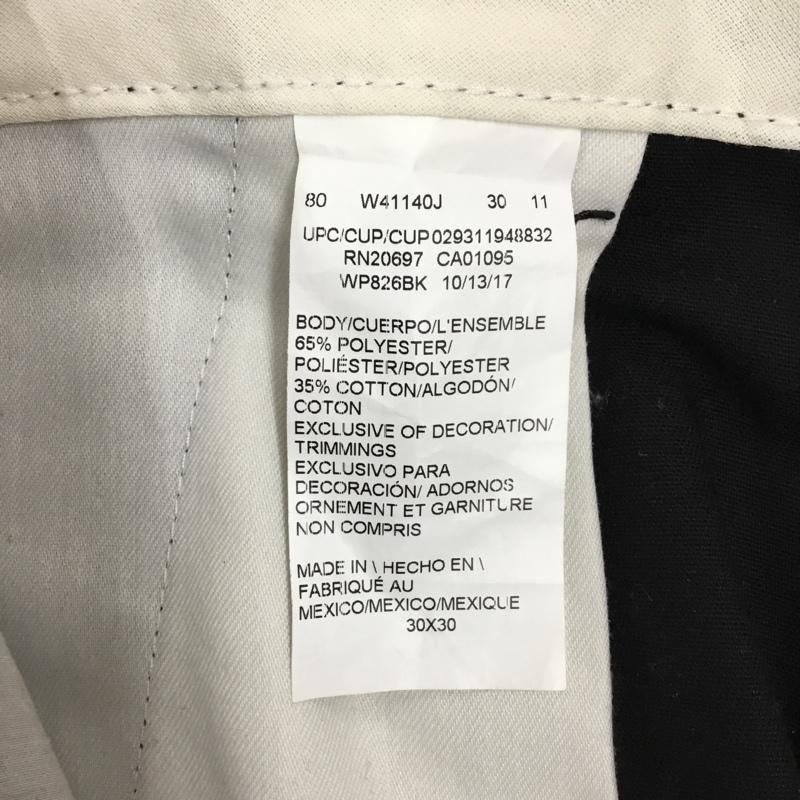 80 W41140J 30 11
UPC/CUP/CUP 029311948832
RN20697 CA01095
WP826BK 10/13/17
BODY/CUERPO/L'ENSEMBLE
65% POLYESTER/
POLIÉSTER/POLYESTER
35% COTTON/ALGODÓN/
COTON
EXCLUSIVE OF DECORATION/
TRIMMINGS
EXCLUSIVO PARA
DECORACIÓN/ ADORNOS
ORNEMENT ET GARNITURE
NON COMPRIS
MADE IN \ HECHO EN \
FABRIQUÉ AU
MEXICO/MEXICO/MEXIQUE
30X30